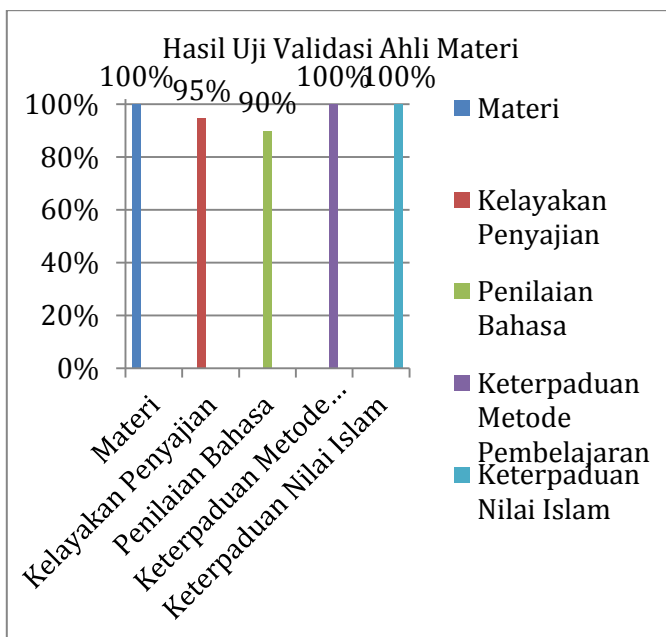 Hasil Uji Validasi Ahli Materi
100%
95%
90%
100%
100%
100%
80%
60%
40%
20%
0%
Materi
Kelayakan Penyajian
Penilaian Bahasa
Keterpaduan Metode...
Keterpaduan Nilai Islam
Materi
Kelayakan
Penyajian
Penilaian
Bahasa
Keterpaduan
Metode
Pembelajaran
Keterpaduan
Nilai Islam